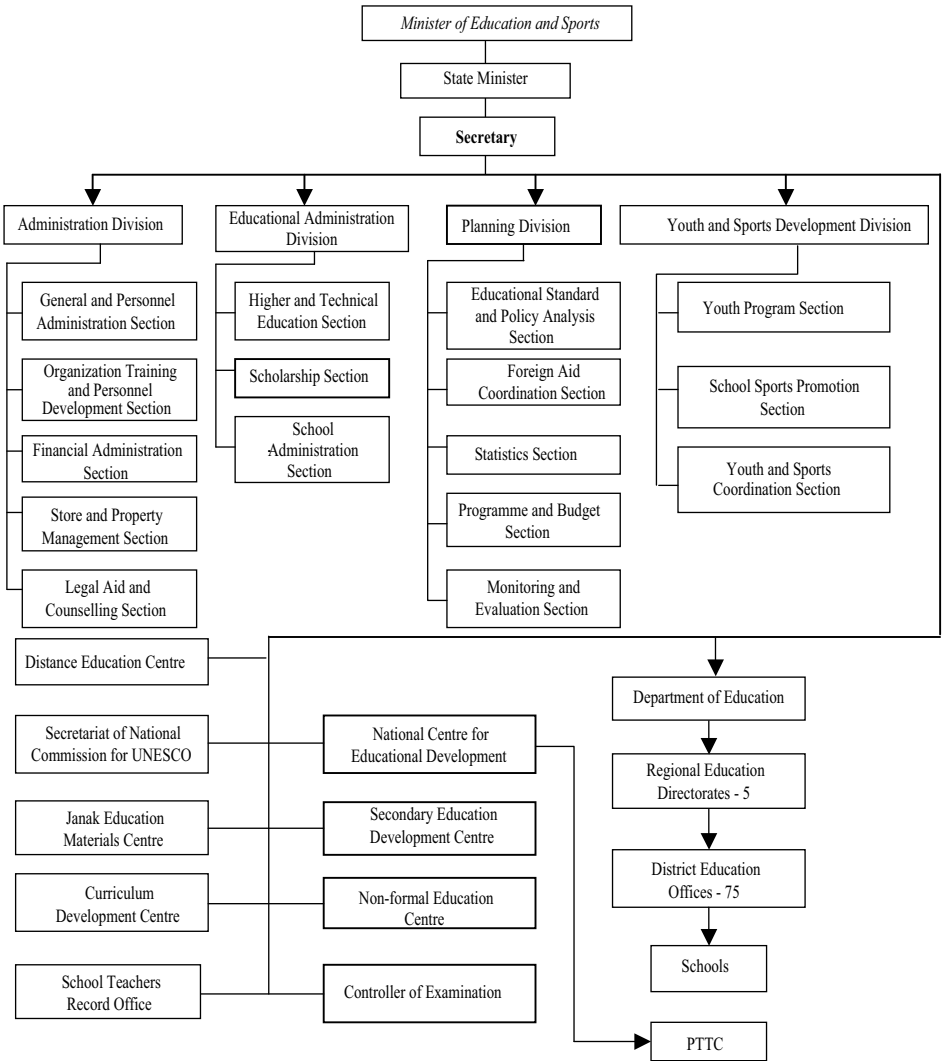 Minister of Education and Sports
State Minister
Secretary
Administration Division
Educational Administration
Division
Planning Division
Youth and Sports Development Division
General and Personnel
Administration Section
Organization Training
and Personnel
Development Section
Financial Administration
Section
Store and Property
Management Section
Legal Aid and
Counselling Section
Higher and Technical
Education Section
Scholarship Section
School
Administration
Section
Educational Standard
and Policy Analysis
Section
Foreign Aid
Coordination Section
Statistics Section
Programme and Budget
Section
Monitoring and
Evaluation Section
Youth Program Section
School Sports Promotion
Section
Youth and Sports
Coordination Section
Distance Education Centre
Secretariat of National
Commission for UNESCO
Janak Education
Materials Centre
Curriculum
Development Centre
School Teachers
Record Office
National Centre for
Educational Development
Secondary Education
Development Centre
Non-formal Education
Centre
Controller of Examination
Department of Education
Regional Education
Directorates - 5
District Education
Offices - 75
Schools
PTTC